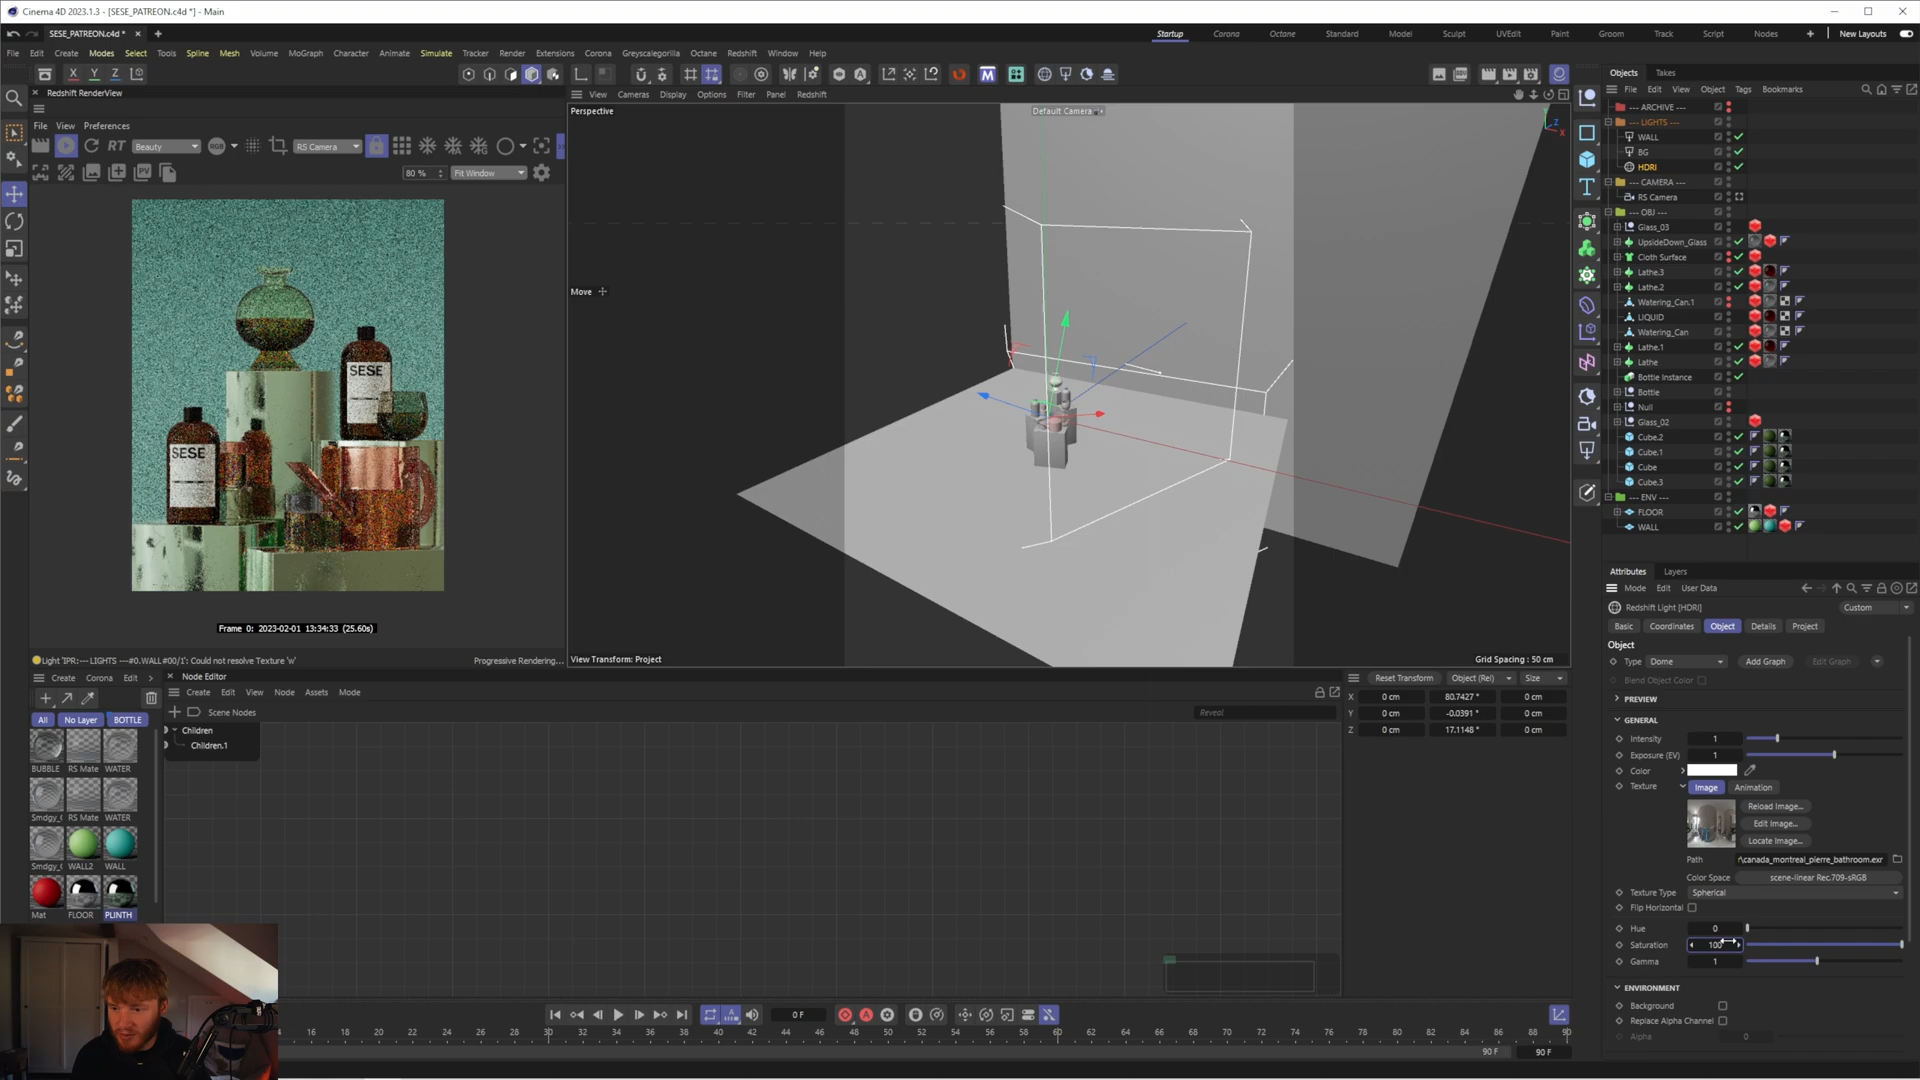 Cinema 4D 2023.1.3 - [SESE_PATREON.c4d *] - Main
SESE_PATREON.c4d *
Startup Corona Octane Standard Model Sculpt UVEdit Paint Groom Track Script Nodes New Layouts
File Edit Create Modes Select Tools Spline Mesh Volume MoGraph Character Animate Simulate Tracker Render Extensions Corona Greyscalegorilla Octane Redshift Window Help
X Y Z
Redshift RenderView
File View Preferences
RT Beauty RGB RS Camera
80 % Fit Window
SESE
SESE
Frame 0: 2023-02-01 13:34:33 (25.60s)
Light 'IPR:--- LIGHTS ---#0.WALL#00/1': Could not resolve Texture 'w'
Progressive Rendering...
View Cameras Display Options Filter Panel Redshift
Perspective
Default Camera
Move
View Transform: Project
Grid Spacing : 50 cm
Objects Takes
File Edit View Object Tags Bookmarks
--- ARCHIVE ---
--- LIGHTS ---
WALL
BG
HDRI
--- CAMERA ---
RS Camera
--- OBJ ---
Glass_03
UpsideDown_Glass
Cloth Surface
Lathe.3
Lathe.2
Watering_Can.1
LIQUID
Watering_Can
Lathe.1
Lathe
Bottle Instance
Bottle
Null
Glass_02
Cube.2
Cube.1
Cube
Cube.3
--- ENV ---
FLOOR
WALL
Attributes Layers
Mode Edit User Data
Redshift Light [HDRI]
Custom
Basic Coordinates Object Details Project
Object
Type Dome Add Graph Edit Graph
Blend Object Color
PREVIEW
GENERAL
Intensity 1
Exposure (EV) 1
Color
Texture Image Animation
Reload Image...
Edit Image...
Locate Image...
Path \canada_montreal_pierre_bathroom.exr
Color Space scene-linear Rec.709-sRGB
Texture Type Spherical
Flip Horizontal
Hue 0
Saturation 100
Gamma 1
ENVIRONMENT
Background
Replace Alpha Channel
Alpha 0
Create Corona Edit
All No Layer BOTTLE
BUBBLE RS Mate WATER
Smdgy_ RS Mate WATER
Smdgy_ WALL2 WALL
Mat FLOOR PLINTH
Node Editor
Create Edit View Node Assets Mode
Scene Nodes
Reveal
Children
Children.1
Reset Transform Object (Rel) Size
X 0 cm 80.7427 ° 0 cm
Y 0 cm -0.0391 ° 0 cm
Z 0 cm 17.1148 ° 0 cm
0 F
14 16 18 20 22 24 26 28 30 32 34 36 38 40 42 44 46 48 50 52 54 56 58 60 62 64 66 68 70 72 74 76 78 80 82 84 86 88 90
90 F 90 F